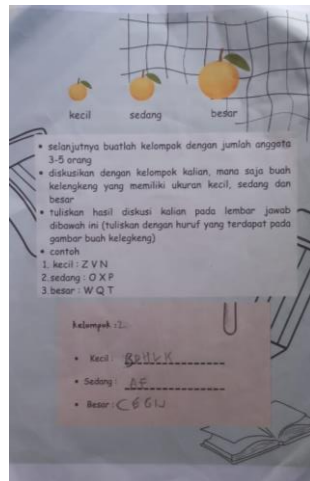 kecil sedang besar
• selanjutnya buatlah kelompok dengan jumlah anggota
3-5 orang
• diskusikan dengan kelompok kalian, mana saja buah
kelengkeng yang memiliki ukuran kecil, sedang dan
besar
• tuliskan hasil diskusi kalian pada lembar jawab
dibawah ini (tuliskan dengan huruf yang terdapat pada
gambar buah kelegkeng)
• contoh
1. kecil : Z V N
2. sedang : O X P
3. besar : W Q T
Kelompok :
• Kecil :
• Sedang : AF
• Besar :